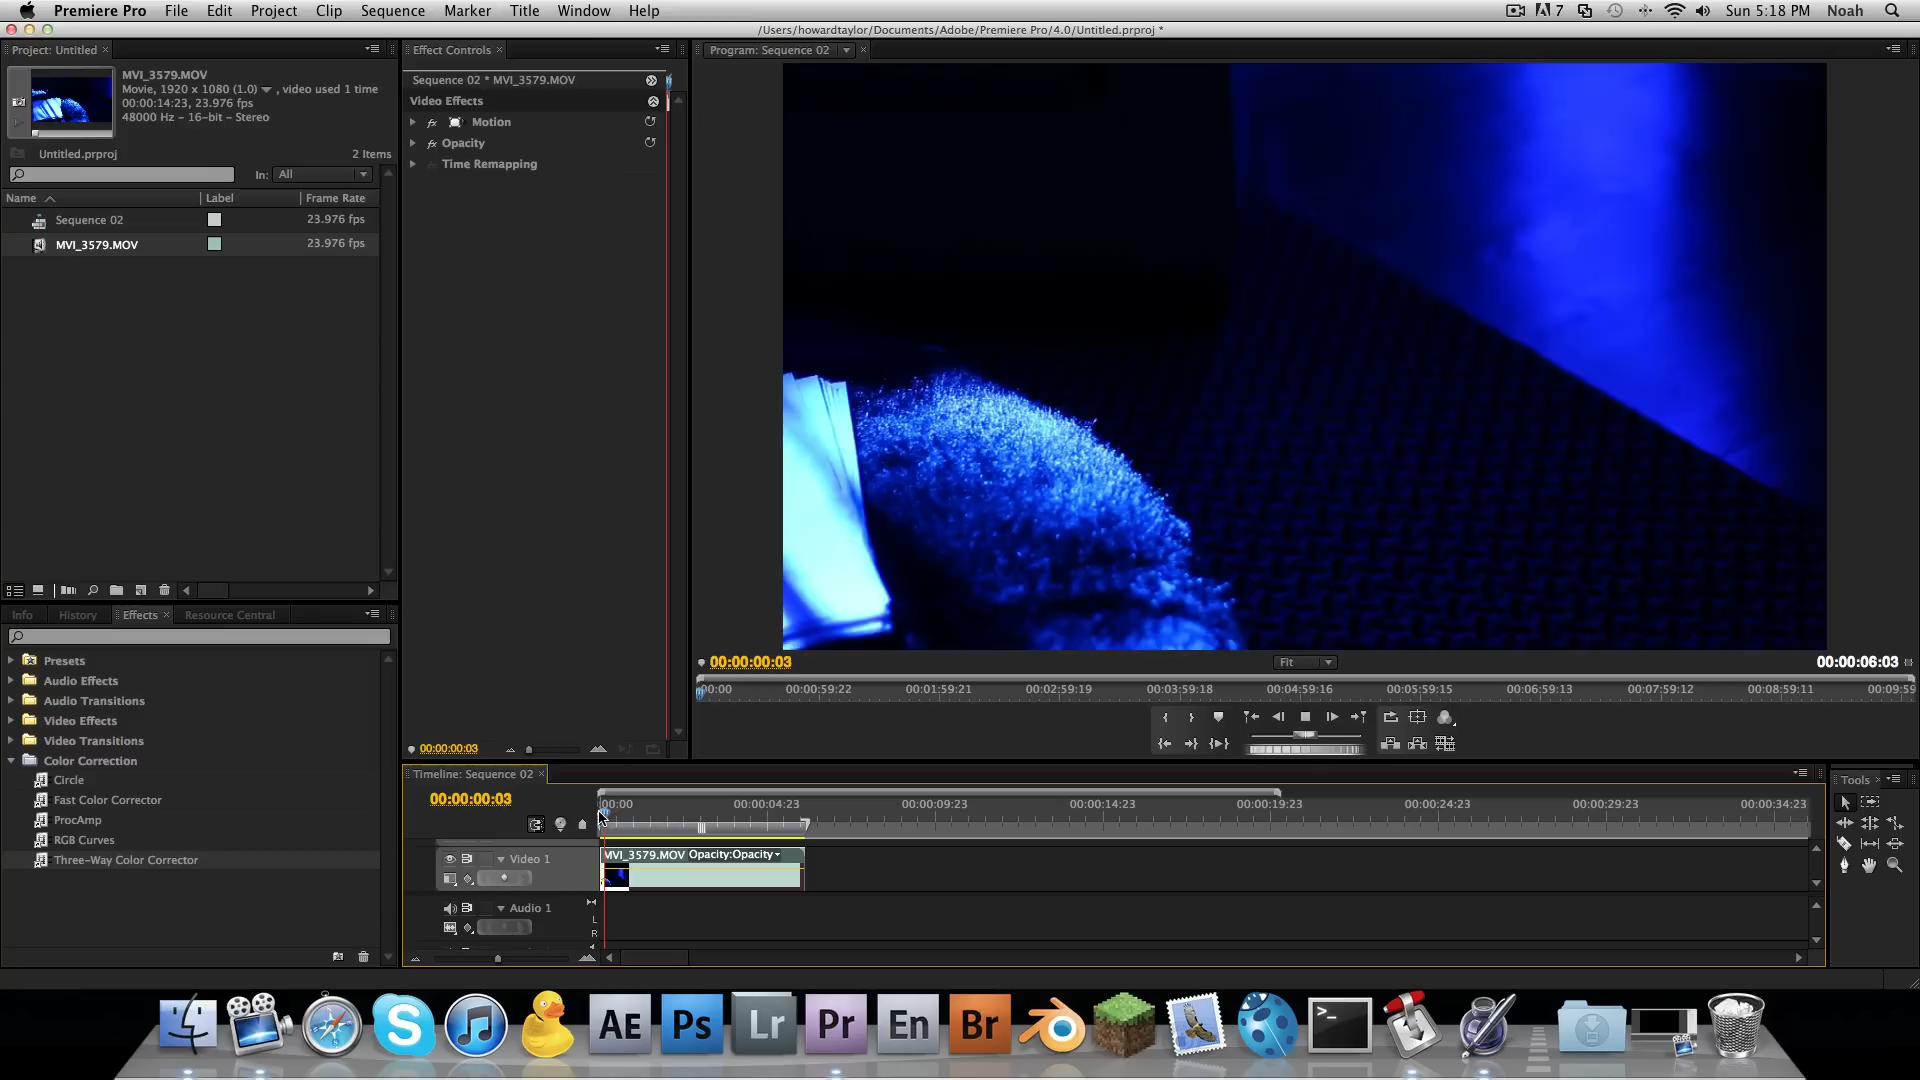 Premiere Pro File Edit Project Clip Sequence Marker Title Window Help 7 Sun 5:18 PM Noah
/Users/howardtaylor/Documents/Adobe/Premiere Pro/4.0/Untitled.prproj *
Project: Untitled
MVI_3579.MOV
Movie, 1920 x 1080 (1.0) , video used 1 time
00:00:14:23, 23.976 fps
48000 Hz - 16-bit - Stereo
Untitled.prproj 2 Items
In: All
Name Label Frame Rate
Sequence 02 23.976 fps
MVI_3579.MOV 23.976 fps
Effect Controls
Sequence 02 * MVI_3579.MOV
Video Effects
fx Motion
fx Opacity
Time Remapping
00:00:00:03
Program: Sequence 02
00:00:00:03 Fit 00:00:06:03
00:00 00:00:59:22 00:01:59:21 00:02:59:19 00:03:59:18 00:04:59:16 00:05:59:15 00:06:59:13 00:07:59:12 00:08:59:11 00:09:59
Info History Effects Resource Central
Presets
Audio Effects
Audio Transitions
Video Effects
Video Transitions
Color Correction
Circle
Fast Color Corrector
ProcAmp
RGB Curves
Three-Way Color Corrector
Timeline: Sequence 02
00:00:00:03
00:00 00:00:04:23 00:00:09:23 00:00:14:23 00:00:19:23 00:00:24:23 00:00:29:23 00:00:34:23
Video 1
MVI_3579.MOV Opacity:Opacity
Audio 1
L
R
Tools
AE Ps Lr Pr En Br